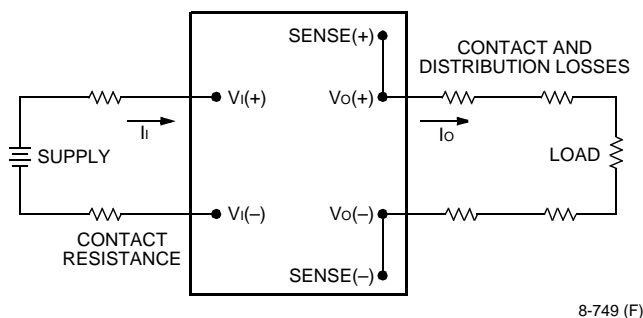 SENSE(+)
CONTACT AND
DISTRIBUTION LOSSES
VI(+)
VO(+)
II
IO
SUPPLY
LOAD
VI(–)
VO(–)
CONTACT
RESISTANCE
SENSE(–)
8-749 (F)